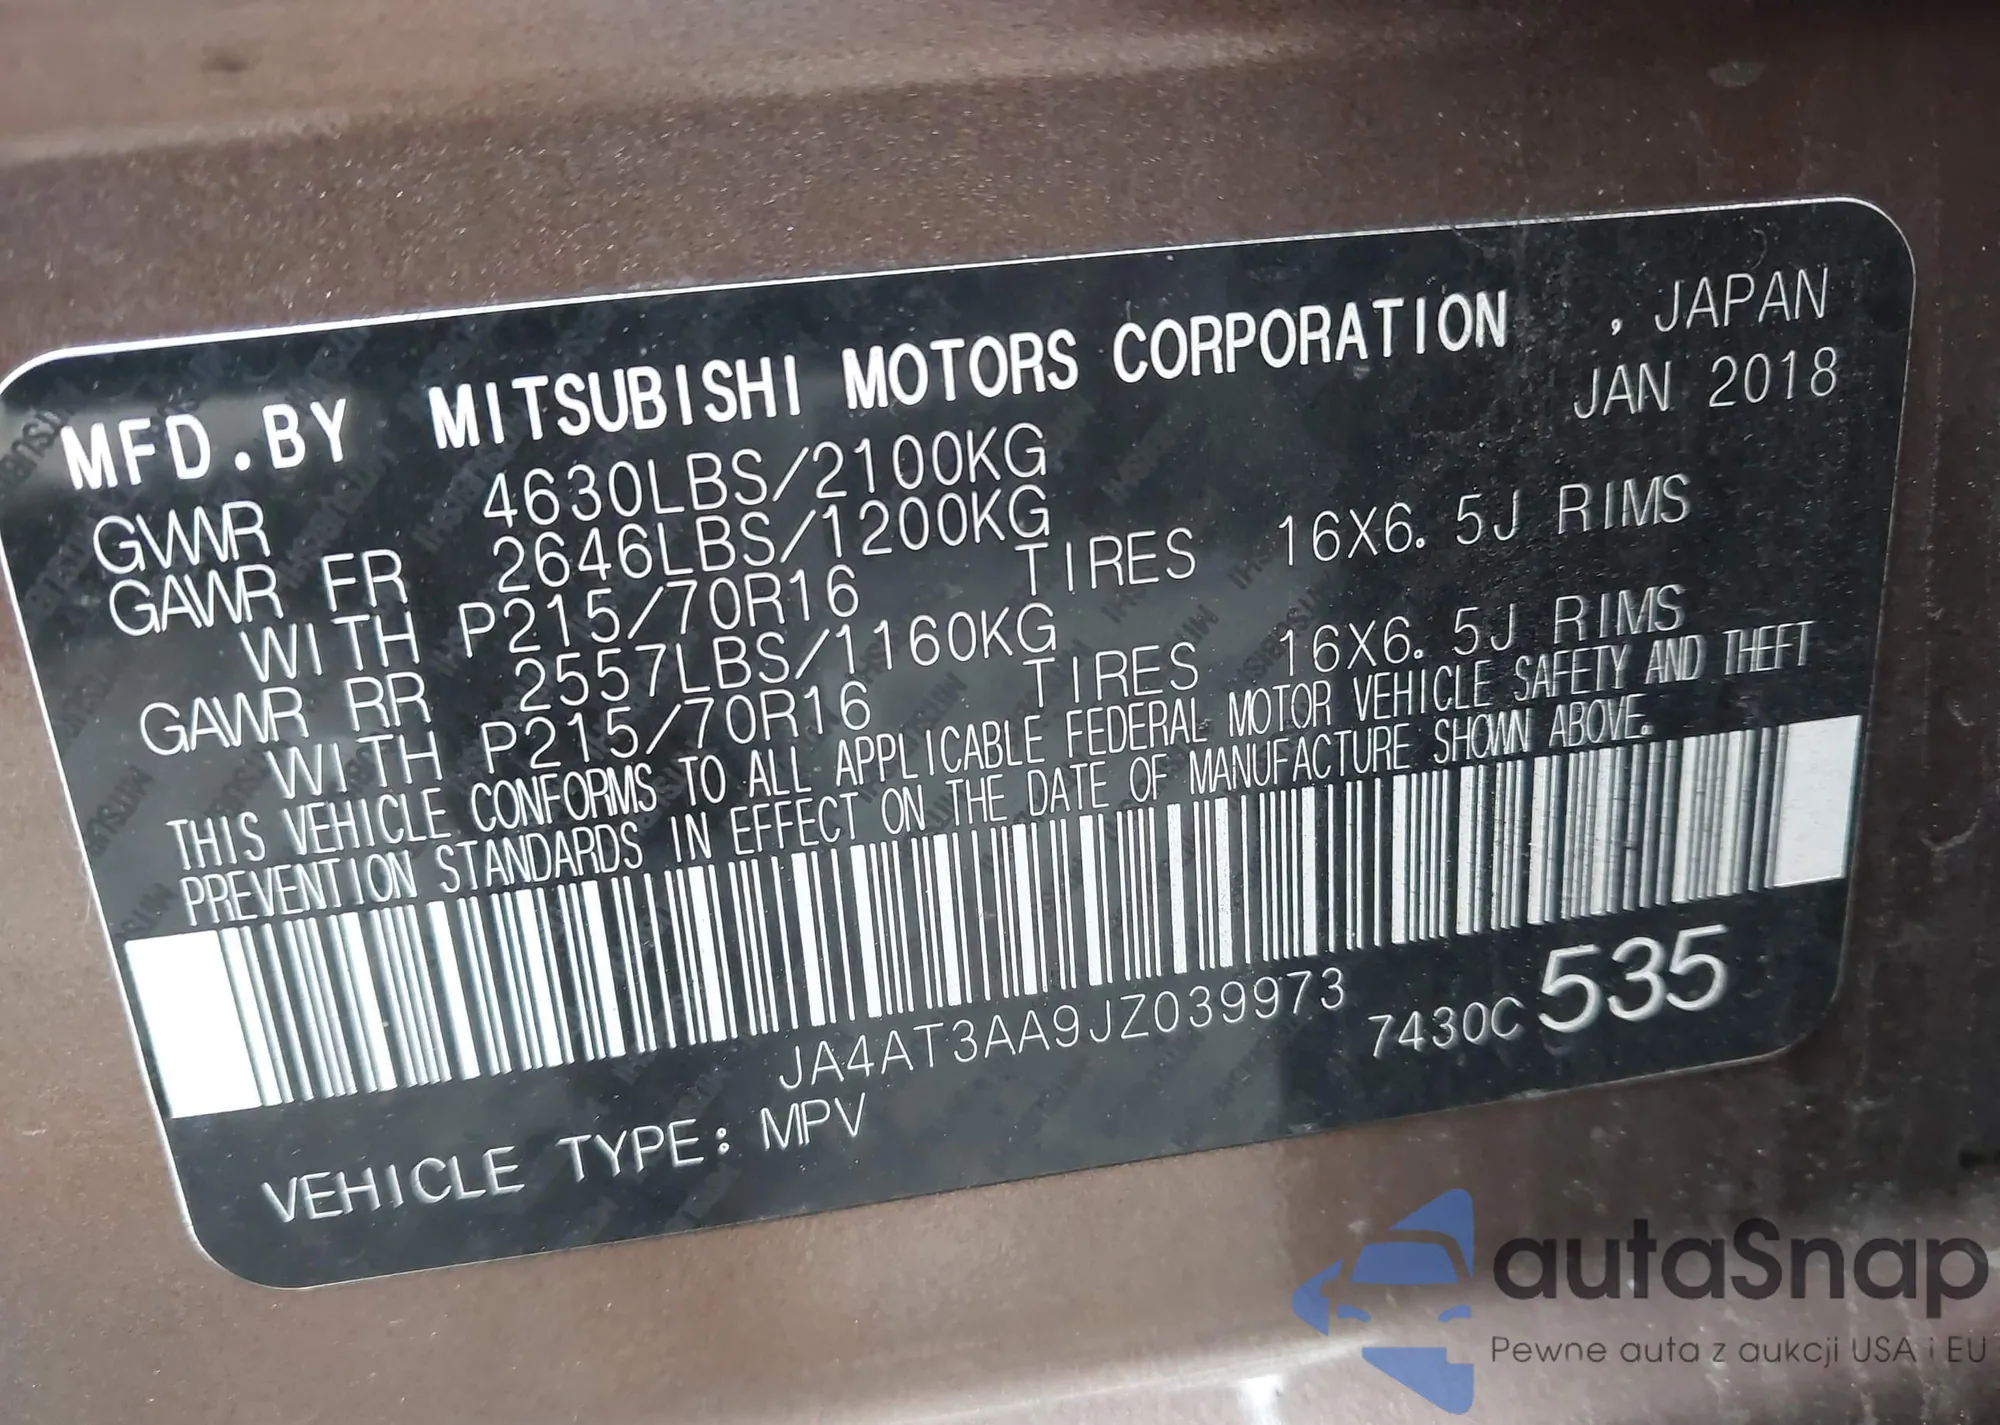 MFD.BY MITSUBISHI MOTORS CORPORATION , JAPAN
JAN 2018
GVWR 4630LBS/2100KG
GAWR FR 2646LBS/1200KG
WITH P215/70R16 TIRES 16X6.5J RIMS
GAWR RR 2557LBS/1160KG
WITH P215/70R16 TIRES 16X6.5J RIMS
THIS VEHICLE CONFORMS TO ALL APPLICABLE FEDERAL MOTOR VEHICLE SAFETY AND THEFT
PREVENTION STANDARDS IN EFFECT ON THE DATE OF MANUFACTURE SHOWN ABOVE.
JA4AT3AA9JZ039973 7430C 535
VEHICLE TYPE: MPV
autaSnap
Pewne auta z aukcji USA i EU